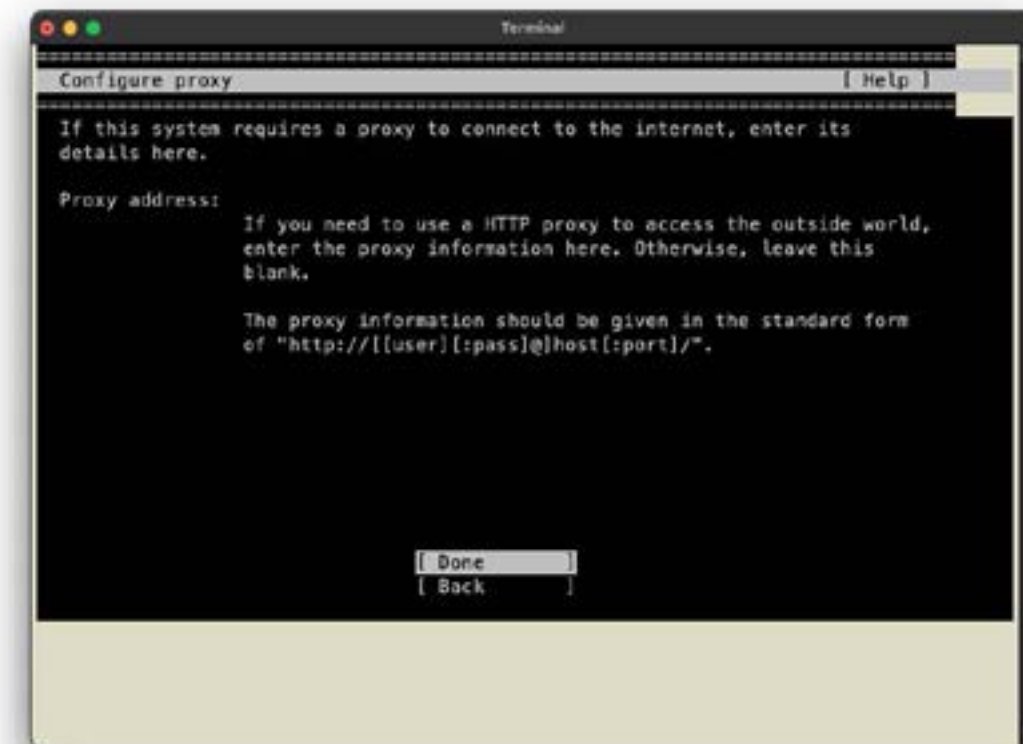 Terminal
Configure proxy [ Help ]
If this system requires a proxy to connect to the internet, enter its
details here.
Proxy address:
If you need to use a HTTP proxy to access the outside world,
enter the proxy information here. Otherwise, leave this
blank.
The proxy information should be given in the standard form
of "http://[[user][:pass]@]host[:port]/".
[ Done ]
[ Back ]